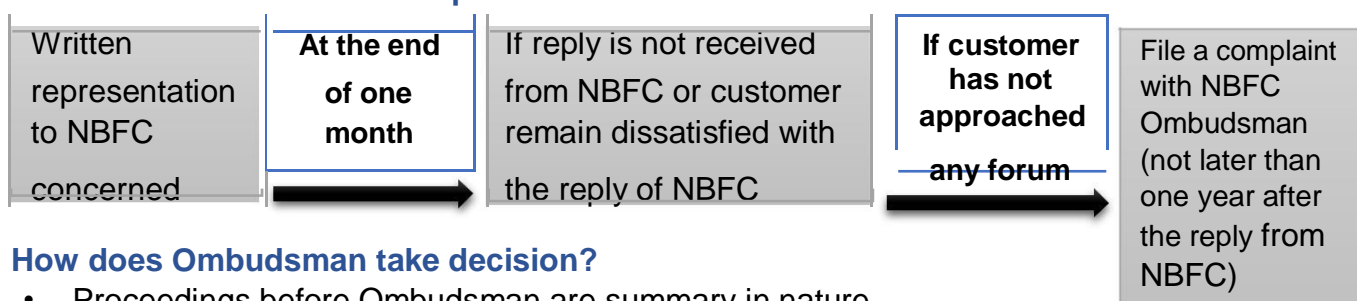 Written
representation
to NBFC
concerned
At the end
of one
month
If reply is not received
from NBFC or customer
remain dissatisfied with
the reply of NBFC
If customer
has not
approached
any forum
File a complaint
with NBFC
Ombudsman
(not later than
one year after
the reply from
NBFC)
How does Ombudsman take decision?
• Proceedings before Ombudsman are summary in nature